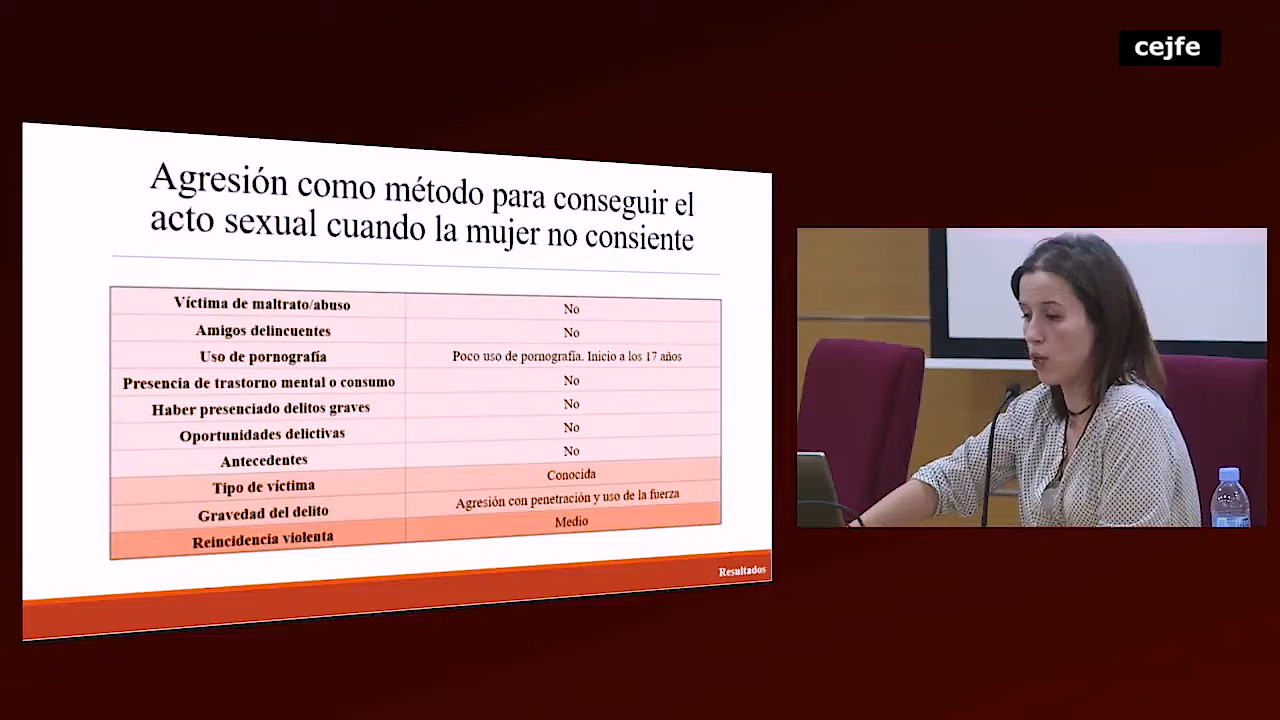 cejfe
Agresión como método para conseguir el
acto sexual cuando la mujer no consiente
Víctima de maltrato/abuso No
Amigos delincuentes No
Uso de pornografía Poco uso de pornografía. Inicio a los 17 años
Presencia de trastorno mental o consumo No
Haber presenciado delitos graves No
Oportunidades delictivas No
Antecedentes No
Tipo de víctima Conocida
Gravedad del delito Agresión con penetración y uso de la fuerza
Reincidencia violenta Medio
Resultados